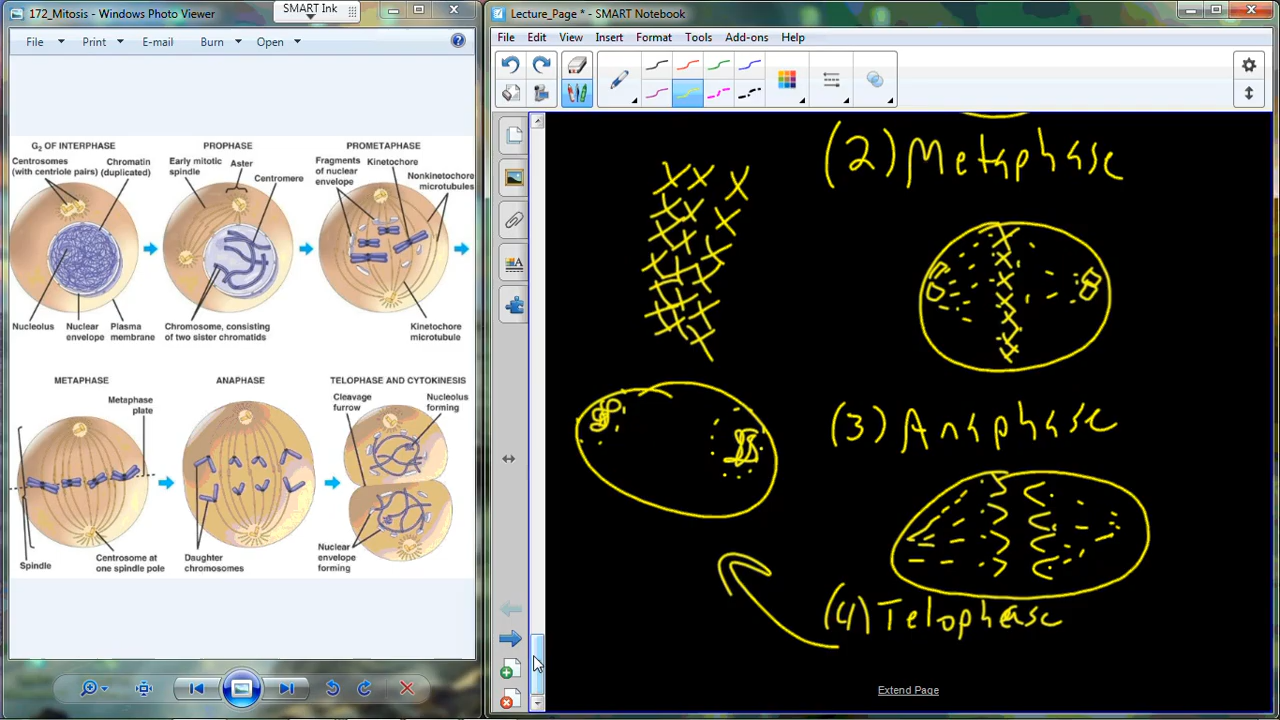 172_Mitosis - Windows Photo Viewer
SMART Ink
File Print E-mail Burn Open
G2 OF INTERPHASE
PROPHASE
PROMETAPHASE
Centrosomes
(with centriole pairs)
Chromatin
(duplicated)
Early mitotic
spindle
Aster
Centromere
Fragments
of nuclear
envelope
Kinetochore
Nonkinetochore
microtubules
Nucleolus
Nuclear
envelope
Plasma
membrane
Chromosome, consisting
of two sister chromatids
Kinetochore
microtubule
METAPHASE
ANAPHASE
TELOPHASE AND CYTOKINESIS
Metaphase
plate
Cleavage
furrow
Nucleolus
forming
Spindle
Centrosome at
one spindle pole
Daughter
chromosomes
Nuclear
envelope
forming
Lecture_Page * - SMART Notebook
File Edit View Insert Format Tools Add-ons Help
(2) Metaphase
(3) Anaphase
(4) Telophase
Extend Page